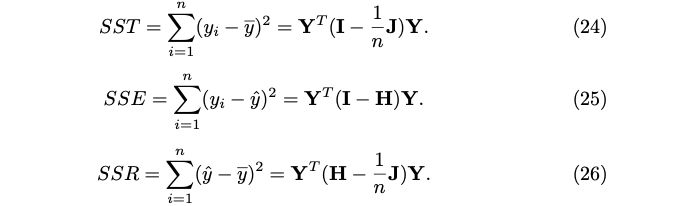 $SST = \sum_{i=1}^{n} (y_i - \overline{y})^2 = \mathbf{Y}^T(\mathbf{I} - \frac{1}{n}\mathbf{J})\mathbf{Y}.$ (24)
$SSE = \sum_{i=1}^{n} (y_i - \hat{y})^2 = \mathbf{Y}^T(\mathbf{I} - \mathbf{H})\mathbf{Y}.$ (25)
$SSR = \sum_{i=1}^{n} (\hat{y} - \overline{y})^2 = \mathbf{Y}^T(\mathbf{H} - \frac{1}{n}\mathbf{J})\mathbf{Y}.$ (26)